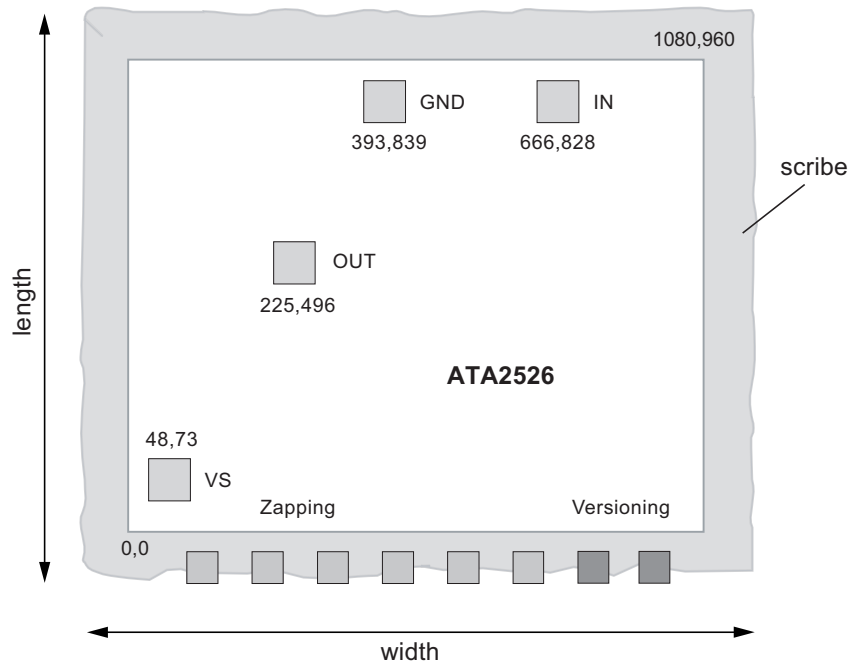 1080,960
GND
IN
393,839
666,828
scribe
OUT
225,496
length
ATA2526
48,73
VS
Zapping
Versioning
0,0
width